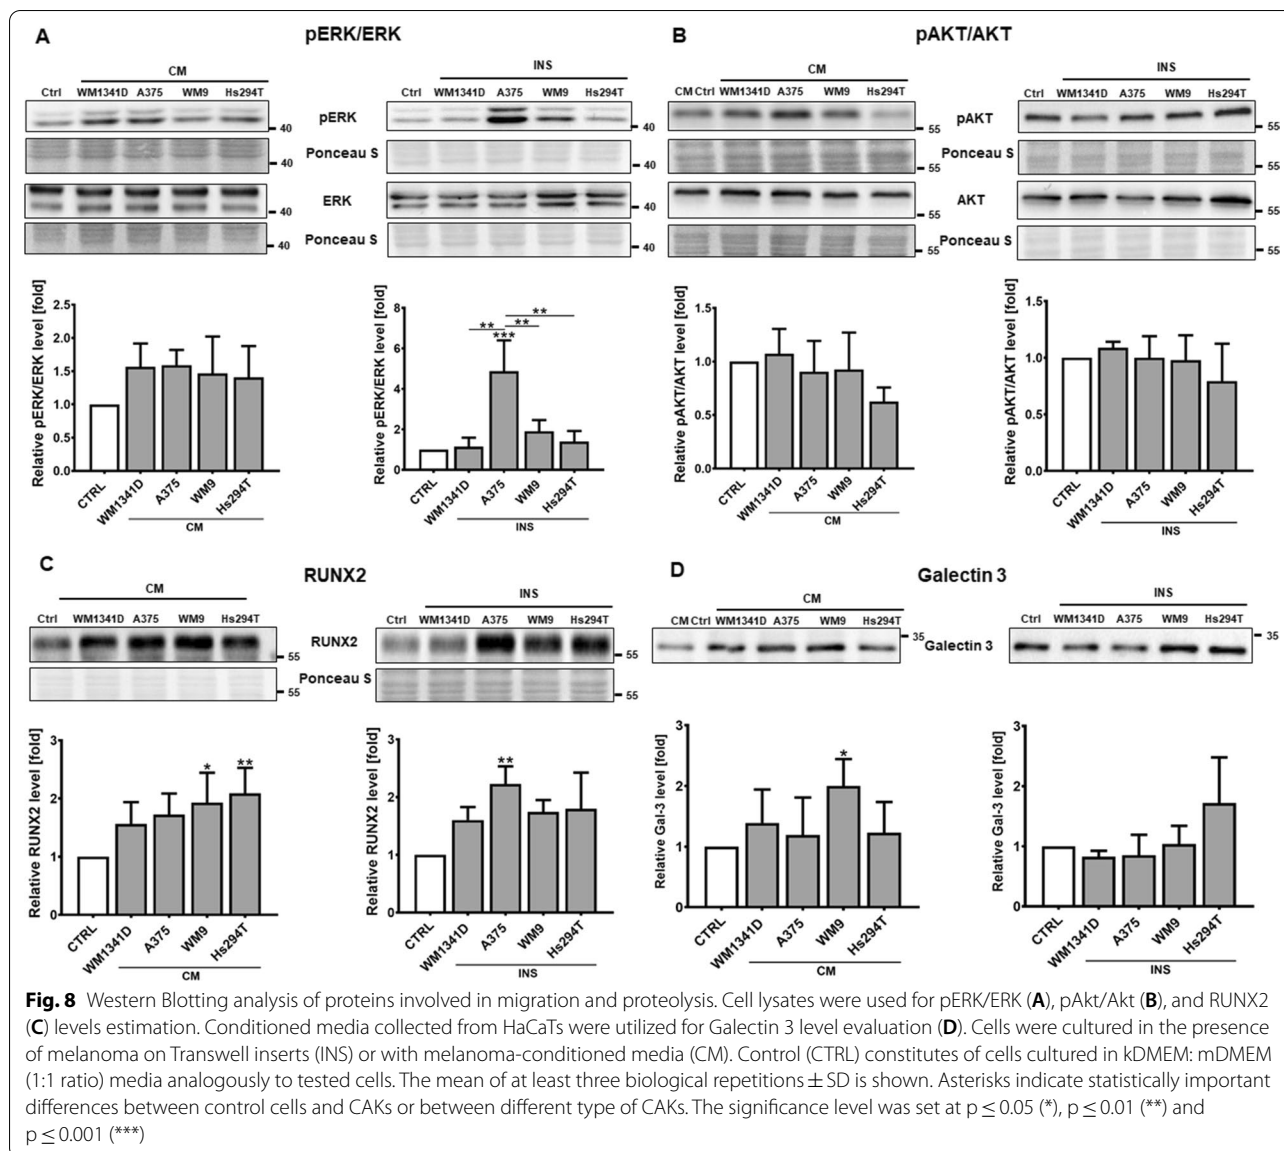 A
pERK/ERK
CM
Ctrl WM1341D A375 WM9 Hs294T
pERK
40
Ponceau S
40
ERK
40
Ponceau S
40
INS
Ctrl WM1341D A375 WM9 Hs294T
40
40
40
40
Relative pERK/ERK level [fold]
2.5
2.0
1.5
1.0
0.5
0.0
CTRL WM1341D A375 WM9 Hs294T
CM
Relative pERK/ERK level [fold]
8
6
4
2
0
** *** ** **
CTRL WM1341D A375 WM9 Hs294T
INS
B
pAKT/AKT
CM
CM Ctrl WM1341D A375 WM9 Hs294T
55
55
55
55
pAKT
Ponceau S
AKT
Ponceau S
INS
Ctrl WM1341D A375 WM9 Hs294T
55
55
55
55
Relative pAKT/AKT level [fold]
1.5
1.0
0.5
0.0
CTRL WM1341D A375 WM9 Hs294T
CM
Relative pAKT/AKT level [fold]
1.5
1.0
0.5
0.0
CTRL WM1341D A375 WM9 Hs294T
INS
C
RUNX2
CM
Ctrl WM1341D A375 WM9 Hs294T
RUNX2
55
Ponceau S
55
INS
Ctrl WM1341D A375 WM9 Hs294T
55
55
Relative RUNX2 level [fold]
3
2
1
0
* **
CTRL WM1341D A375 WM9 Hs294T
CM
Relative RUNX2 level [fold]
3
2
1
0
**
CTRL WM1341D A375 WM9 Hs294T
INS
D
Galectin 3
CM
CM Ctrl WM1341D A375 WM9 Hs294T
35
Galectin 3
INS
Ctrl WM1341D A375 WM9 Hs294T
35
Relative Gal-3 level [fold]
3
2
1
0
*
CTRL WM1341D A375 WM9 Hs294T
CM
Relative Gal-3 level [fold]
3
2
1
0
CTRL WM1341D A375 WM9 Hs294T
INS
Fig. 8 Western Blotting analysis of proteins involved in migration and proteolysis. Cell lysates were used for pERK/ERK (A), pAkt/Akt (B), and RUNX2
(C) levels estimation. Conditioned media collected from HaCaTs were utilized for Galectin 3 level evaluation (D). Cells were cultured in the presence
of melanoma on Transwell inserts (INS) or with melanoma-conditioned media (CM). Control (CTRL) constitutes of cells cultured in kDMEM: mDMEM
(1:1 ratio) media analogously to tested cells. The mean of at least three biological repetitions ± SD is shown. Asterisks indicate statistically important
differences between control cells and CAKs or between different type of CAKs. The significance level was set at p ≤ 0.05 (*), p ≤ 0.01 (**) and
p ≤ 0.001 (***)